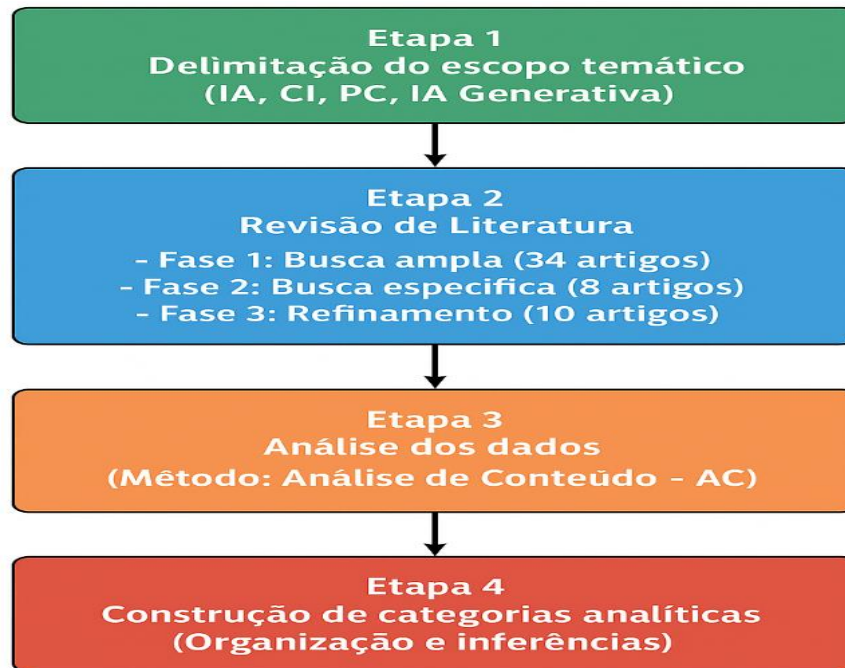 Etapa 1
Delimitação do escopo temático
(IA, CI, PC, IA Generativa)
Etapa 2
Revisão de Literatura
- Fase 1: Busca ampla (34 artigos)
- Fase 2: Busca especifica (8 artigos)
- Fase 3: Refinamento (10 artigos)
Etapa 3
Análise dos dados
(Método: Análise de Conteúdo - AC)
Etapa 4
Construção de categorias analíticas
(Organização e inferências)